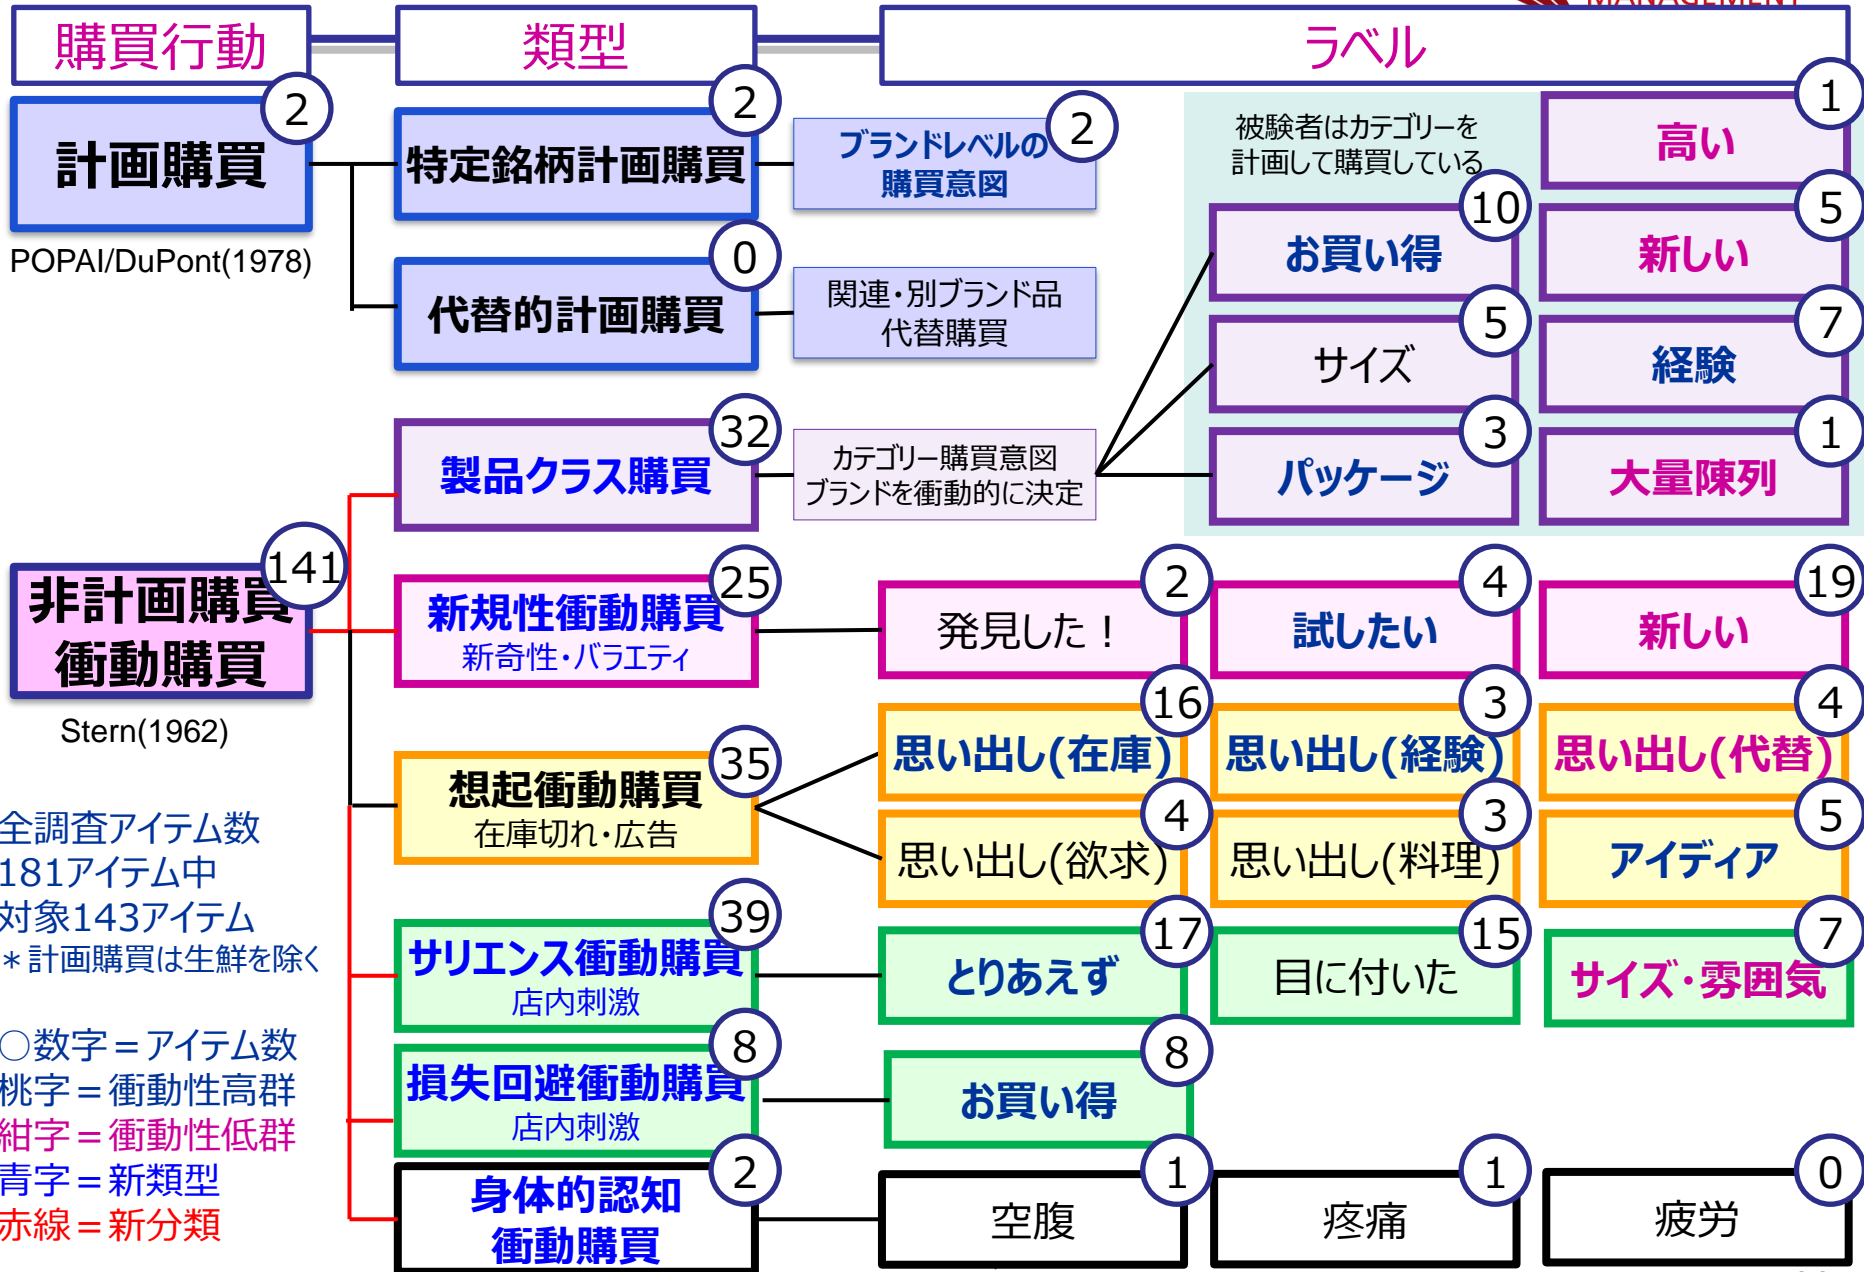 MANAGEMENT
購買行動
類型
ラベル
計画購買
2
POPAI/DuPont(1978)
特定銘柄計画購買
2
ブランドレベルの
購買意図
2
代替的計画購買
0
関連・別ブランド品
代替購買
被験者はカテゴリーを
計画して購買している
高い
1
お買い得
10
新しい
5
サイズ
5
経験
7
パッケージ
3
大量陳列
1
製品クラス購買
32
カテゴリー購買意図
ブランドを衝動的に決定
非計画購買
衝動購買
141
Stern(1962)
新規性衝動購買
新奇性・バラエティ
25
発見した！
2
試したい
4
新しい
19
想起衝動購買
在庫切れ・広告
35
思い出し(在庫)
16
思い出し(経験)
3
思い出し(代替)
4
思い出し(欲求)
4
思い出し(料理)
3
アイディア
5
サリエンス衝動購買
店内刺激
39
とりあえず
17
目に付いた
15
サイズ・雰囲気
7
損失回避衝動購買
店内刺激
8
お買い得
8
身体的認知
衝動購買
2
空腹
1
疼痛
1
疲労
0
全調査アイテム数
181アイテム中
対象143アイテム
＊計画購買は生鮮を除く
○数字＝アイテム数
桃字＝衝動性高群
紺字＝衝動性低群
青字＝新類型
赤線＝新分類